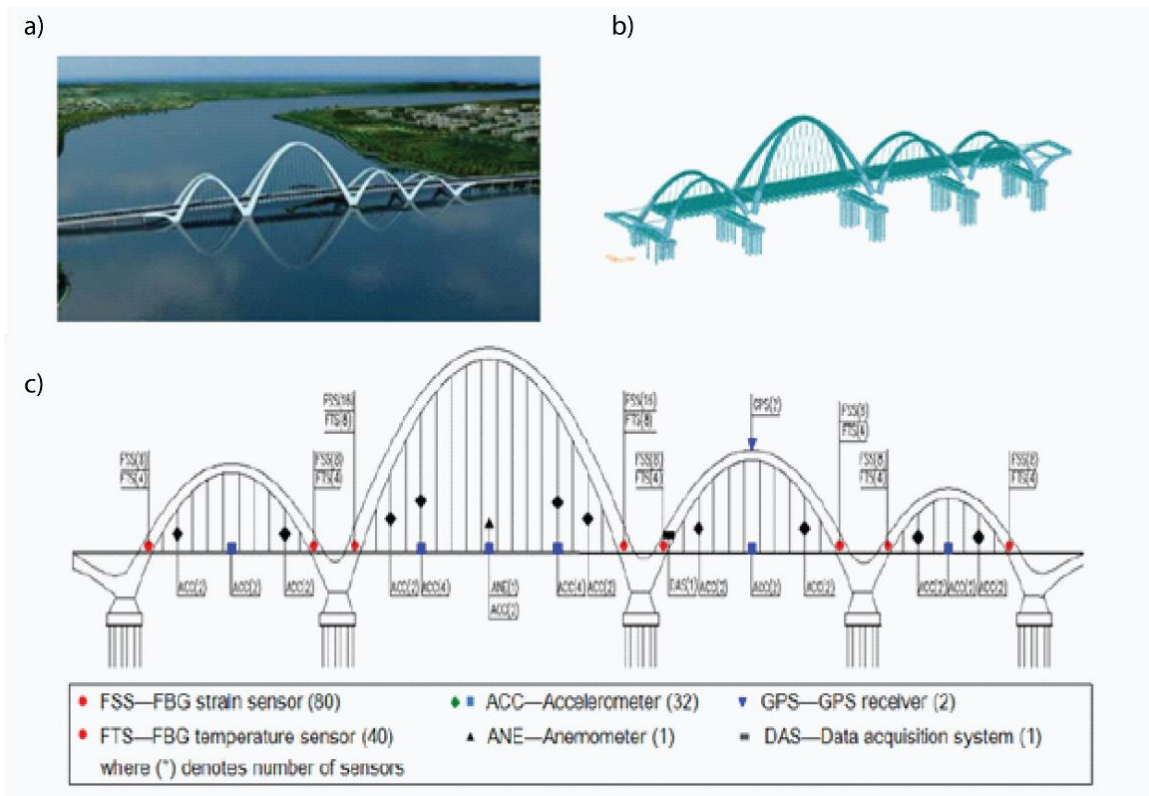 a)
b)
c)
FSS(16)
FTS(8)
FSS(8)
FTS(4)
FSS(8)
FTS(4)
FSS(16)
FTS(8)
FSS(8)
FTS(4)
GPS(2)
FSS(8)
FTS(4)
FSS(8)
FTS(4)
FSS(8)
FTS(4)
ACC(2)
ACC(2)
ACC(2)
ACC(2)
ACC(4)
ANE(1)
ACC(2)
ACC(4)
ACC(2)
DAS(1)
ACC(2)
ACC(2)
ACC(2)
ACC(2)
ACC(2)
ACC(2)
FSS—FBG strain sensor (80)
ACC—Accelerometer (32)
GPS—GPS receiver (2)
FTS—FBG temperature sensor (40)
ANE—Anemometer (1)
DAS—Data acquisition system (1)
where (*) denotes number of sensors